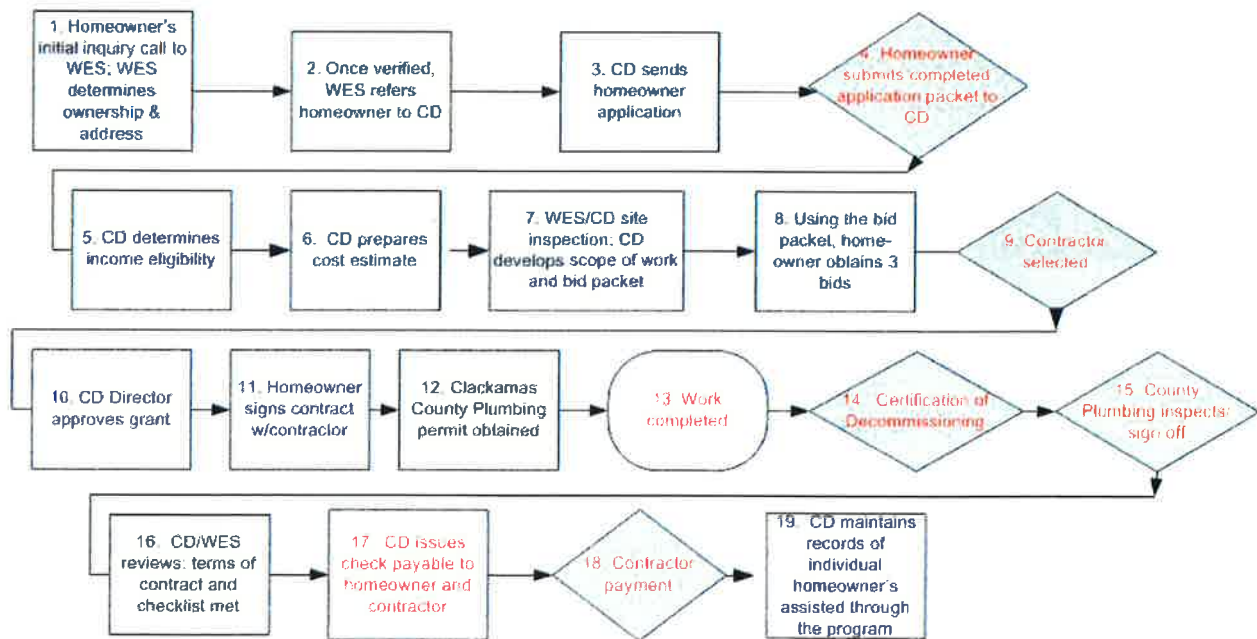 1. Homeowner's
initial inquiry call to
WES; WES
determines
ownership &
address
2. Once verified,
WES refers
homeowner to CD
3. CD sends
homeowner
application
4. Homeowner
submits completed
application packet to
CD
5. CD determines
income eligibility
6. CD prepares
cost estimate
7. WES/CD site
inspection; CD
develops scope of work
and bid packet
8. Using the bid
packet, home-
owner obtains 3
bids
9. Contractor
selected
10. CD Director
approves grant
11. Homeowner
signs contract
w/contractor
12. Clackamas
County Plumbing
permit obtained
13. Work
completed
14. Certification of
Decommissioning
15. County
Plumbing inspects/
sign off
16. CD/WES
reviews: terms of
contract and
checklist met
17. CD issues
check payable to
homeowner and
contractor
18. Contractor
payment
19. CD maintains
records of
individual
homeowner's
assisted through
the program